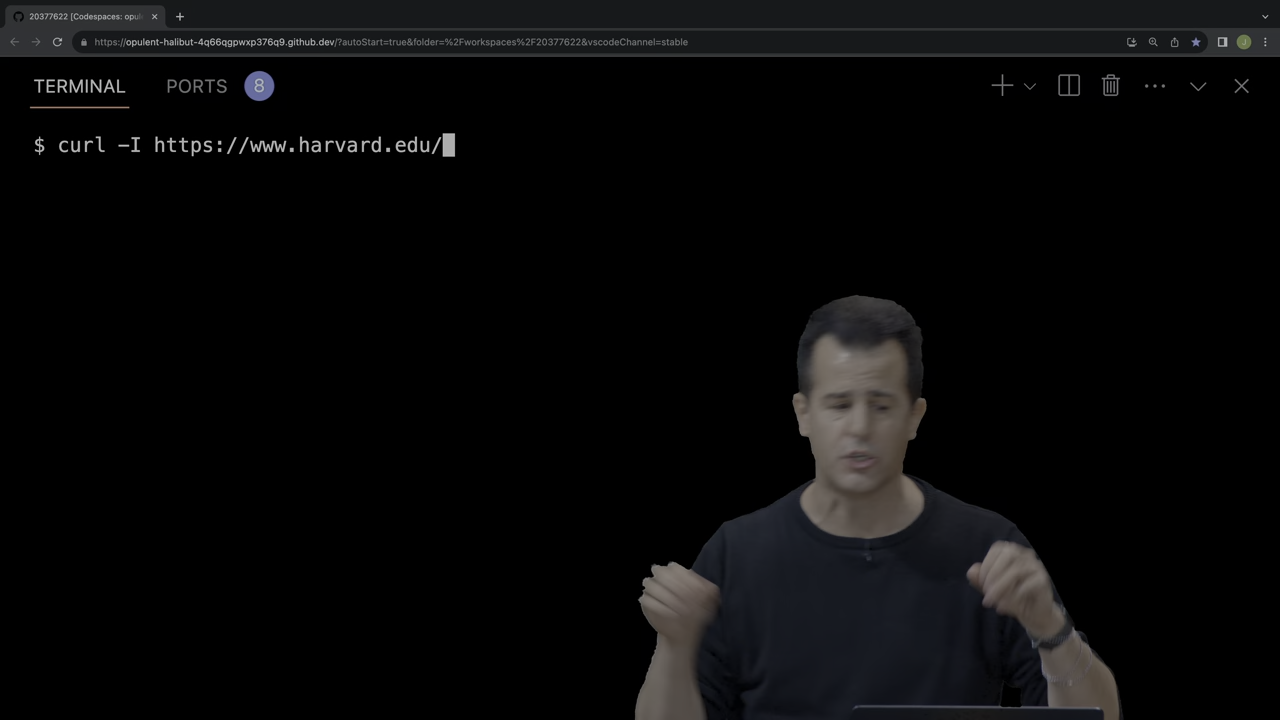 20377622 [Codespaces: opul
https://opulent-halibut-4q66qgpwxp376q9.github.dev/?autoStart=true&folder=%2Fworkspaces%2F20377622&vscodeChannel=stable
J
TERMINAL PORTS 8
$ curl -I https://www.harvard.edu/